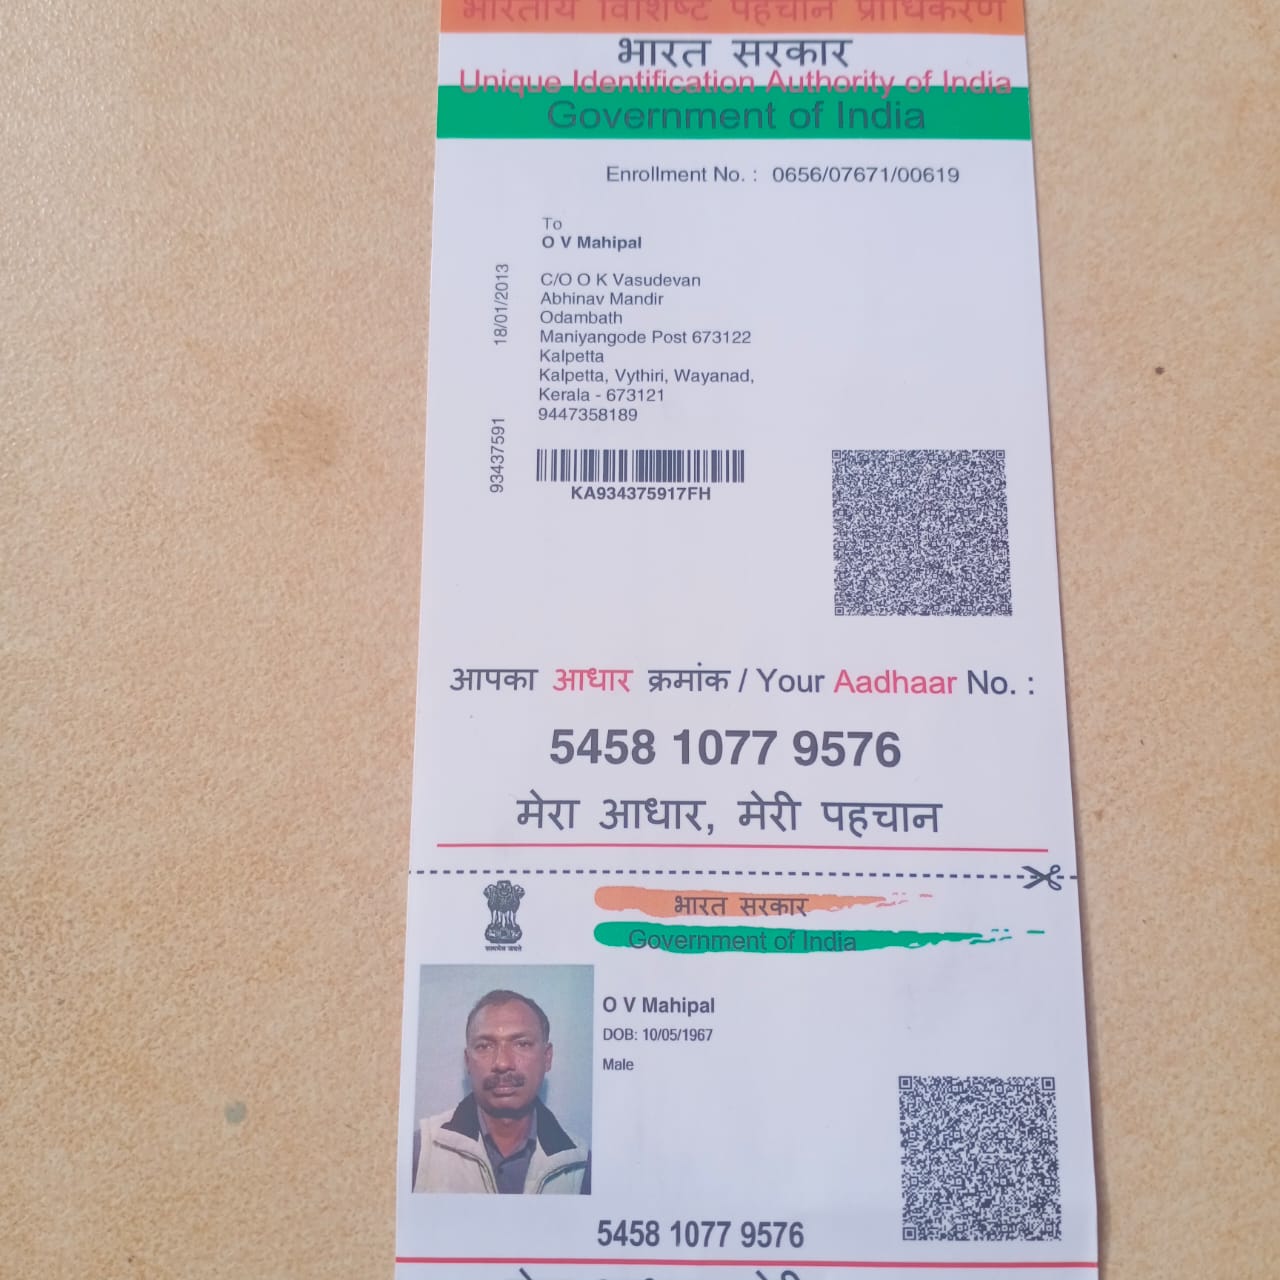 भारतीय विशिष्ट पहचान प्राधिकरण
भारत सरकार
Unique Identification Authority of India
Government of India
Enrollment No. : 0656/07671/00619
To
O V Mahipal
C/O O K Vasudevan
Abhinav Mandir
Odambath
Maniyangode Post 673122
Kalpetta
Kalpetta, Vythiri, Wayanad,
Kerala - 673121
9447358189
18/01/2013
93437591
KA934375917FH
आपका आधार क्रमांक / Your Aadhaar No. :
5458 1077 9576
मेरा आधार, मेरी पहचान
सत्यमेव जयते
भारत सरकार
Government of India
O V Mahipal
DOB: 10/05/1967
Male
5458 1077 9576